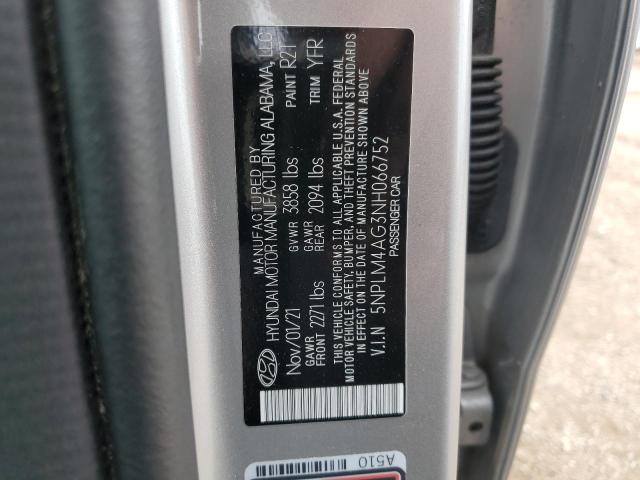 MANUFACTURED BY
HYUNDAI MOTOR MANUFACTURING ALABAMA, LLC
Nov/01/21 GVWR 3858 lbs PAINT R2T
GAWR FRONT 2271 lbs GAWR REAR 2094 lbs TRIM YFR
THIS VEHICLE CONFORMS TO ALL APPLICABLE U.S.A. FEDERAL
MOTOR VEHICLE SAFETY, BUMPER, AND THEFT PREVENTION STANDARDS
IN EFFECT ON THE DATE OF MANUFACTURE SHOWN ABOVE
V.I.N 5NPLM4AG3NH066752
PASSENGER CAR
A510